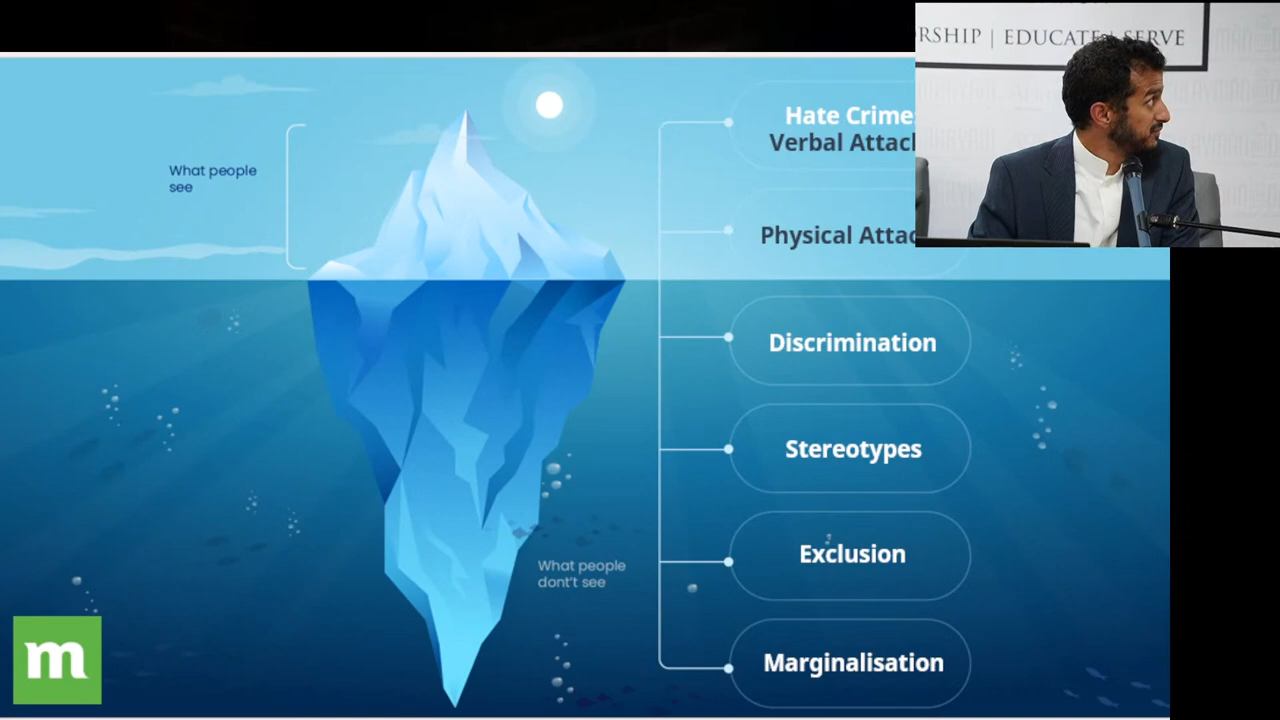 RSHIP | EDUCATE | SERVE
What people
see
Hate Crime
Verbal Attac
Physical Attac
Discrimination
Stereotypes
Exclusion
What people
dont't see
Marginalisation
m